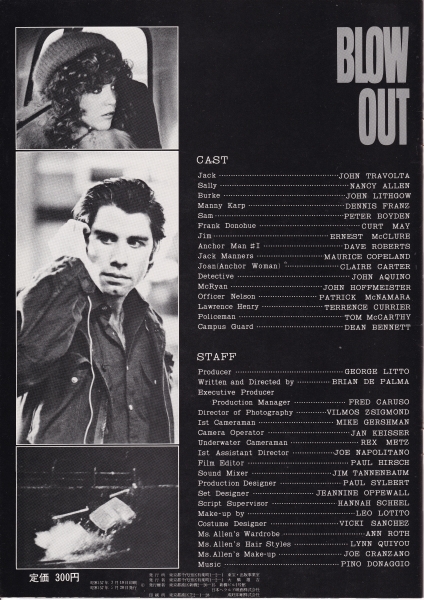 BLOW
OUT
CAST
Jack JOHN TRAVOLTA
Sally NANCY ALLEN
Burke JOHN LITHGOW
Manny Karp DENNIS FRANZ
Sam PETER BOYDEN
Frank Donohue CURT MAY
Jim ERNEST McCLURE
Anchor Man #1 DAVE ROBERTS
Jack Manners MAURICE COPELAND
Joan(Anchor Woman) CLAIRE CARTER
Detective JOHN AQUINO
McRyan JOHN HOFFMEISTER
Officer Nelson PATRICK McNAMARA
Lawrence Henry TERRENCE CURRIER
Policeman TOM McCARTHY
Campus Guard DEAN BENNETT
STAFF
Producer GEORGE LITTO
Written and Directed by BRIAN DE PALMA
Executive Producer
Production Manager FRED CARUSO
Director of Photography VILMOS ZSIGMOND
1st Cameraman MIKE GERSHMAN
Camera Operator JAN KEISSER
Underwater Cameraman REX METZ
1st Assistant Director JOE NAPOLITANO
Film Editor PAUL HIRSCH
Sound Mixer JIM TANNENBAUM
Production Designer PAUL SYLBERT
Set Designer JEANNINE OPPEWALL
Script Supervisor HANNAH SCHEEL
Make-up by LEO LOTITO
Costume Designer VICKI SANCHEZ
Ms.Allen's Wardrobe ANN ROTH
Ms.Allen's Hair Styles LYNN QUIYOU
Ms.Allen's Make-up JOE CRANZANO
Music PINO DONAGGIO
定価 300円